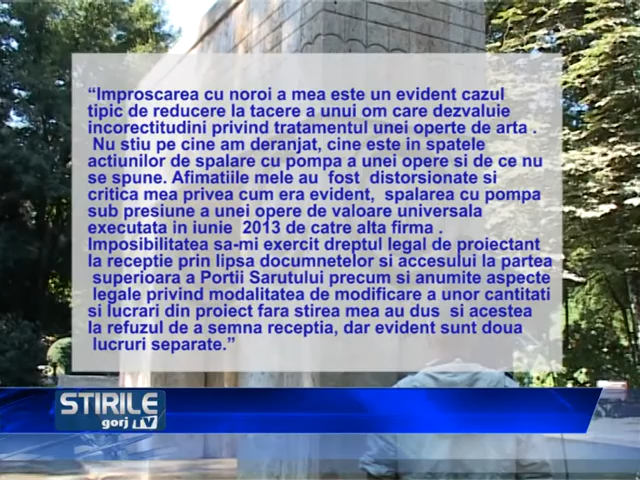 “Improscarea cu noroi a mea este un evident cazul
tipic de reducere la tacere a unui om care dezvaluie
incorectitudini privind tratamentul unei operte de arta .
Nu stiu pe cine am deranjat, cine este in spatele
actiunilor de spalare cu pompa a unei opere si de ce nu
se spune. Afimatiile mele au fost distorsionate si
critica mea privea cum era evident, spalarea cu pompa
sub presiune a unei opere de valoare universala
executata in iunie 2013 de catre alta firma .
Imposibilitatea sa-mi exercit dreptul legal de proiectant
la receptie prin lipsa documnetelor si accesului la partea
superioara a Portii Sarutului precum si anumite aspecte
legale privind modalitatea de modificare a unor cantitati
si lucrari din proiect fara stirea mea au dus si acestea
la refuzul de a semna receptia, dar evident sunt doua
lucruri separate.”
STIRILE
gorj TV